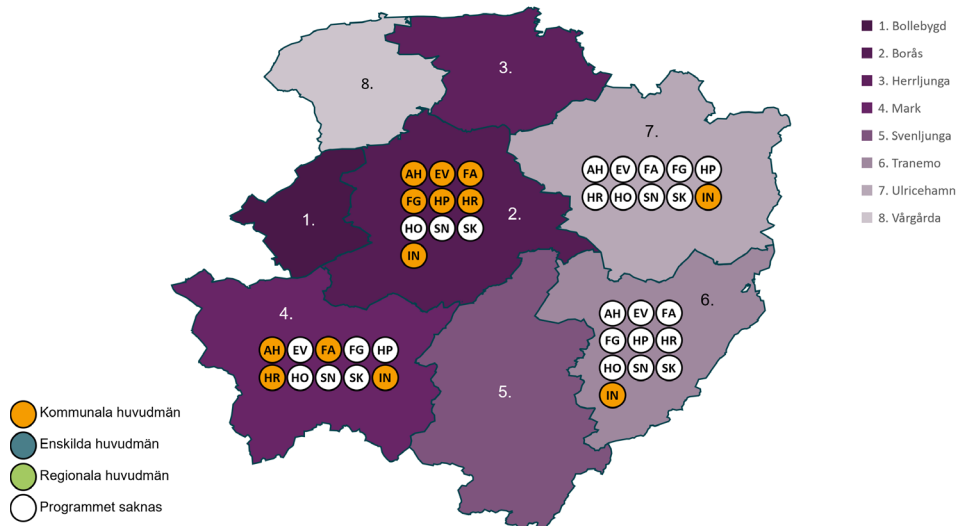 8.
3.
7.
AH EV FA FG HP
HR HO SN SK IN
AH EV FA
FG HP HR
HO SN SK
IN
2.
1.
4.
AH EV FA FG HP
HR HO SN SK IN
5.
6.
AH EV FA
FG HP HR
HO SN SK
IN
1. Bollebygd
2. Borås
3. Herrljunga
4. Mark
5. Svenljunga
6. Tranemo
7. Ulricehamn
8. Vårgårda
Kommunala huvudmän
Enskilda huvudmän
Regionala huvudmän
Programmet saknas